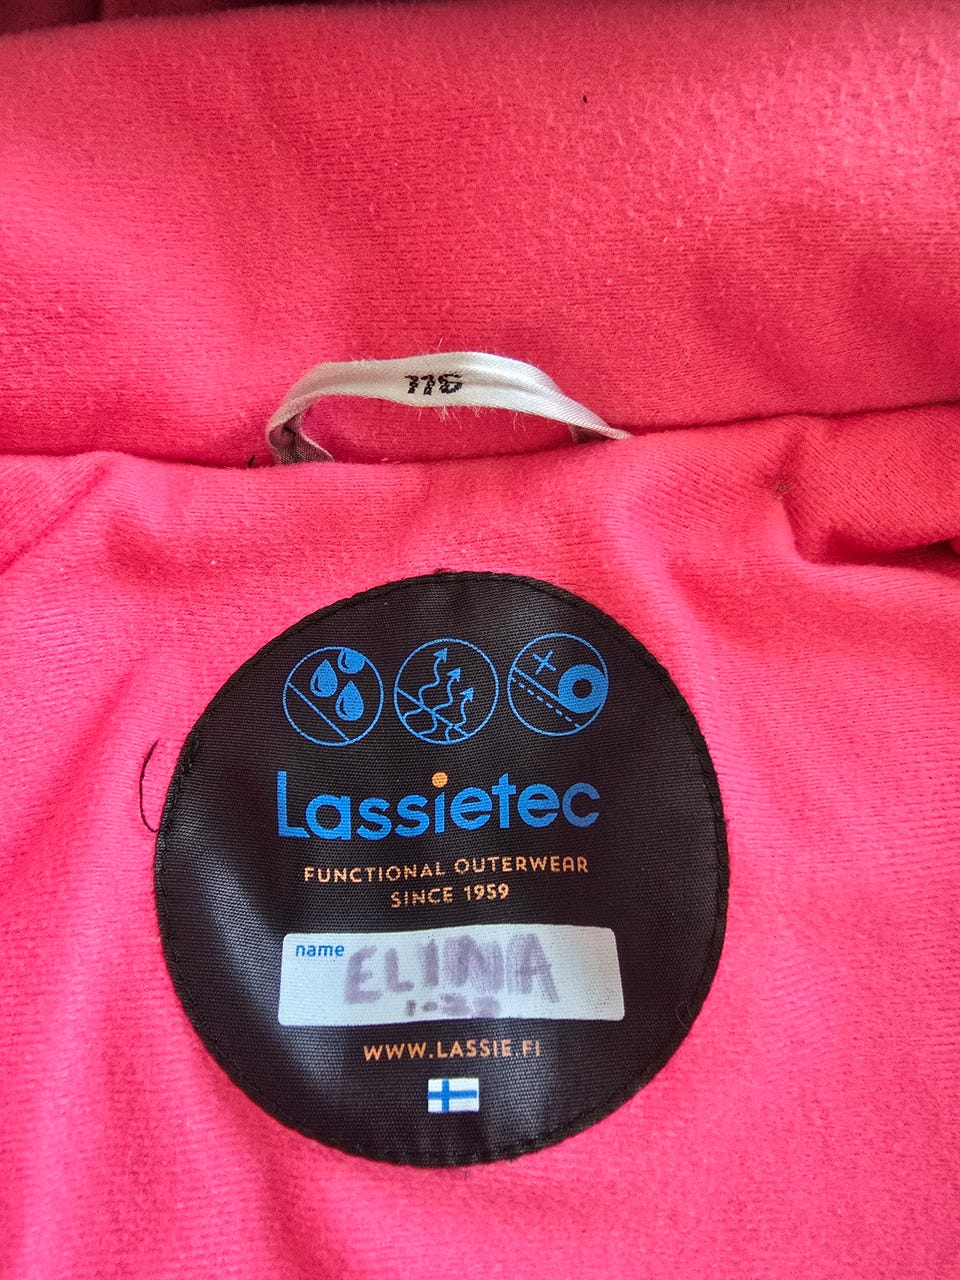 116
Lassietec
FUNCTIONAL OUTERWEAR
SINCE 1959
name ELINA
WWW.LASSIE.FI